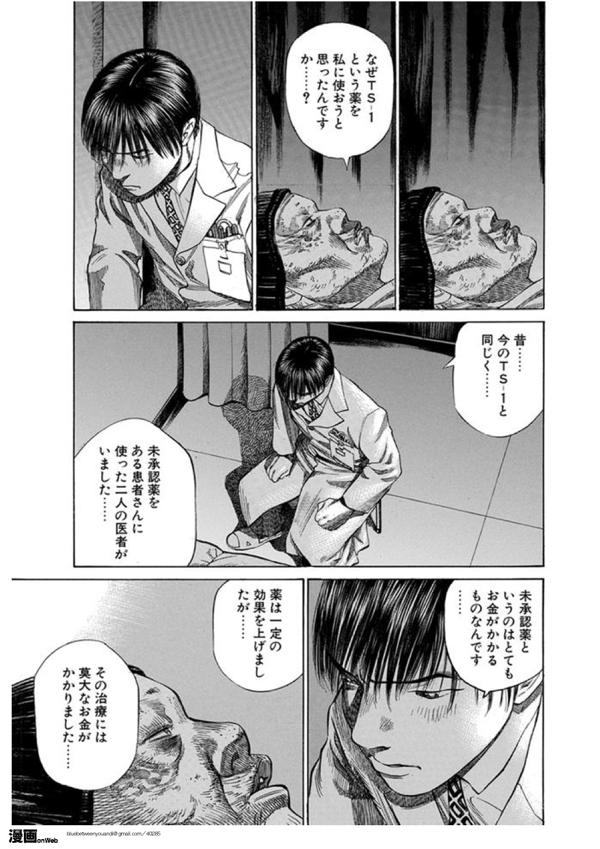 なぜTS-1
という薬を
私に使おうと
思ったんです
か……?
昔……
今のTS-1と
同じく……
未承認薬を
ある患者さんに
使った二人の医者が
いました……
未承認薬と
いうのはとても
お金がかかる
ものなんです
……
薬は一定の
効果を上げまし
たが……
その治療には
莫大なお金が
かかりました……
漫画onWeb
bluebetweenyouandi@gmail.com/40285